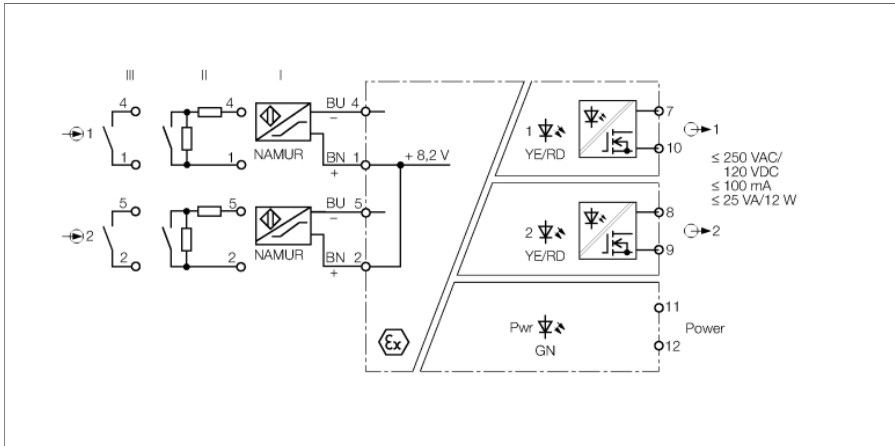 III II I
4 4 BU 4
−
1
1 1 NAMUR BN 1 + 8,2 V
+
5 5 BU 5
−
2
2 2 NAMUR BN 2
+
Ex
1
YE/RD
7
10
1
≤ 250 VAC/
120 VDC
≤ 100 mA
≤ 25 VA/12 W
2
YE/RD
8
9
2
Pwr
GN
11
12
Power